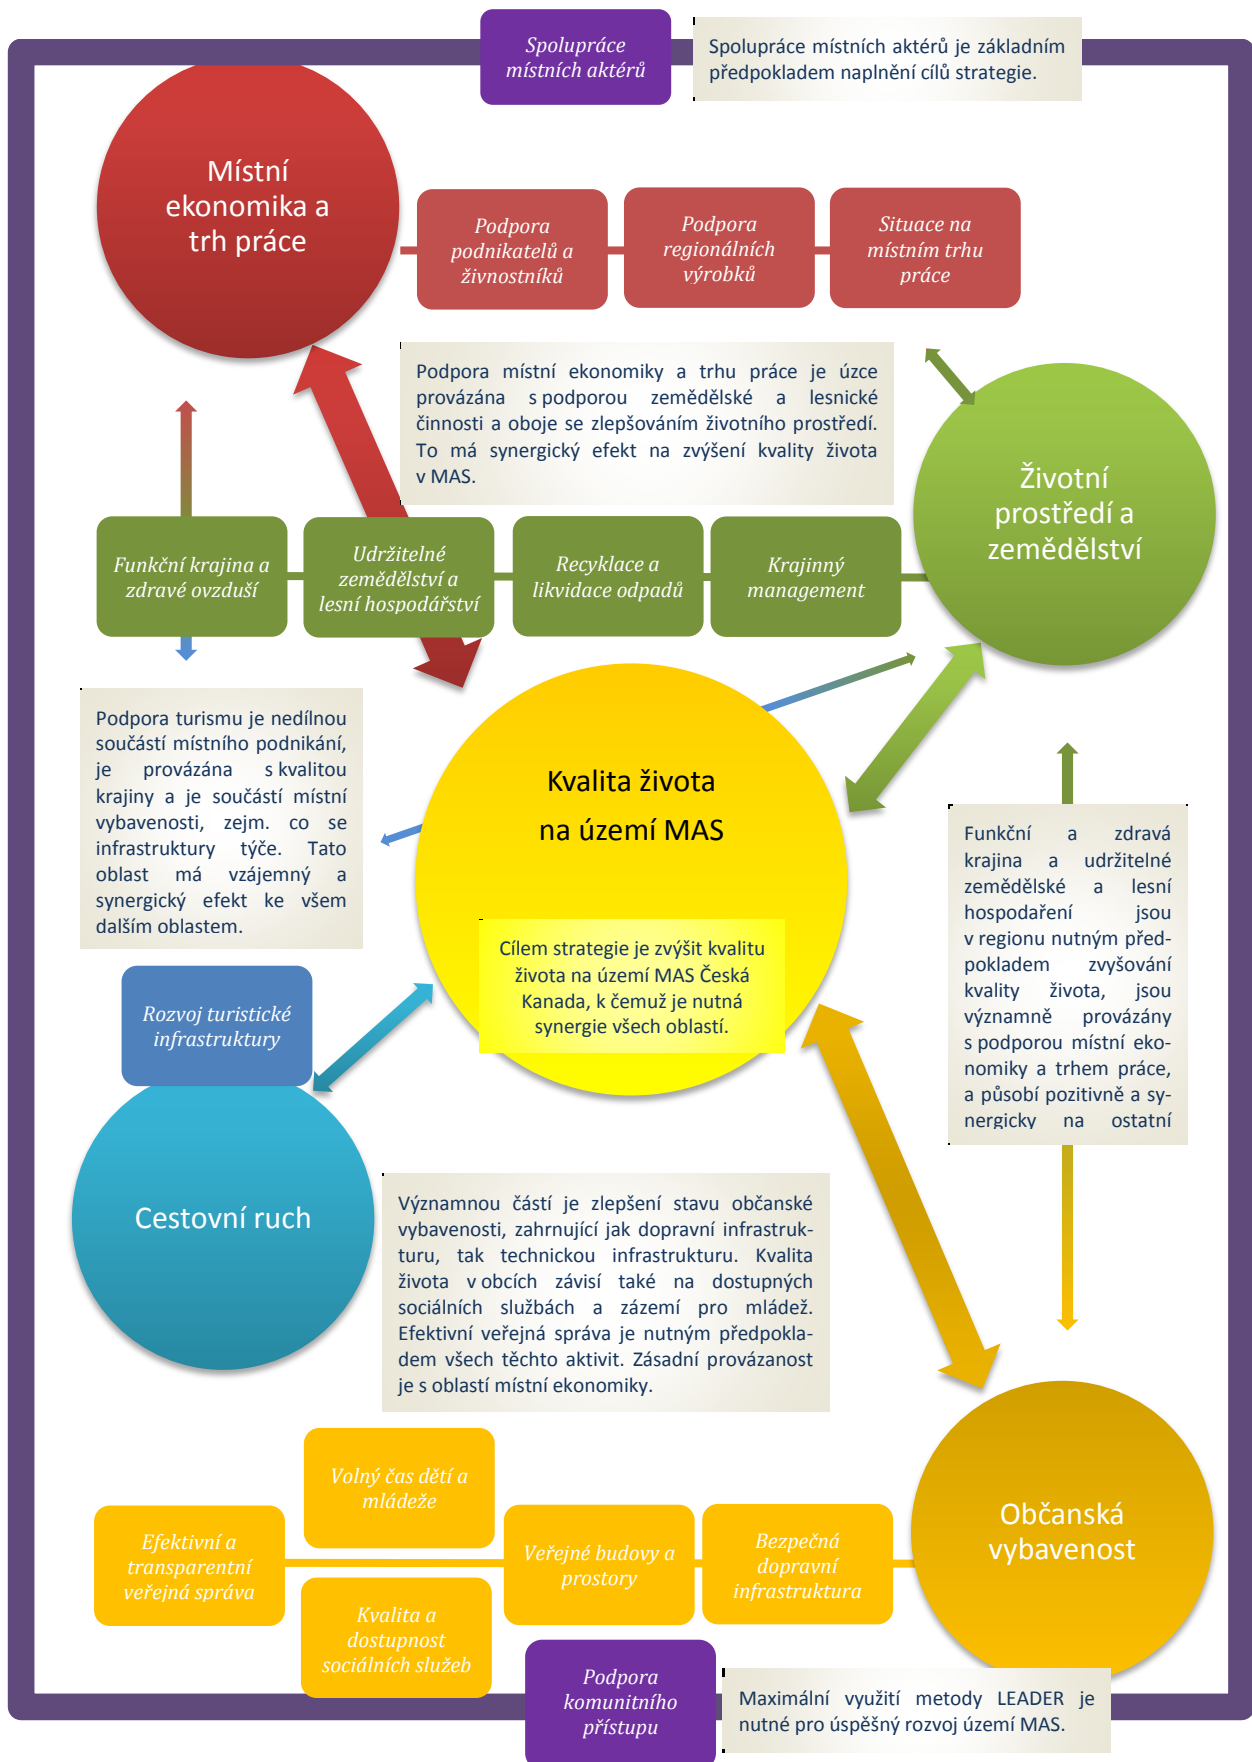 Spolupráce
místních aktérů
Spolupráce místních aktérů je základním
předpokladem naplnění cílů strategie.
Místní
ekonomika a
trh práce
Podpora
podnikatelů a
živnostníků
Podpora
regionálních
výrobků
Situace na
místním trhu
práce
Podpora místní ekonomiky a trhu práce je úzce
provázána s podporou zemědělské a lesnické
činnosti a oboje se zlepšováním životního prostředí.
To má synergický efekt na zvýšení kvality života
v MAS.
Životní
prostředí a
zemědělství
Funkční krajina a
zdravé ovzduší
Udržitelné
zemědělství a
lesní hospodářství
Recyklace a
likvidace odpadů
Krajinný
management
Podpora turismu je nedílnou
součástí místního podnikání,
je provázána s kvalitou
krajiny a je součástí místní
vybavenosti, zejm. co se
infrastruktury týče. Tato
oblast má vzájemný a
synergický efekt ke všem
dalším oblastem.
Kvalita života
na území MAS
Cílem strategie je zvýšit kvalitu
života na území MAS Česká
Kanada, k čemuž je nutná
synergie všech oblastí.
Funkční a zdravá
krajina a udržitelné
zemědělské a lesní
hospodaření jsou
v regionu nutným před-
pokladem zvyšování
kvality života, jsou
významně provázány
s podporou místní eko-
nomiky a trhem práce,
a působí pozitivně a sy-
nergicky na ostatní
Rozvoj turistické
infrastruktury
Cestovní ruch
Významnou částí je zlepšení stavu občanské
vybavenosti, zahrnující jak dopravní infrastruk-
turu, tak technickou infrastrukturu. Kvalita
života v obcích závisí také na dostupných
sociálních službách a zázemí pro mládež.
Efektivní veřejná správa je nutným předpokla-
dem všech těchto aktivit. Zásadní provázanost
je s oblastí místní ekonomiky.
Občanská
vybavenost
Volný čas dětí a
mládeže
Efektivní a
transparentní
veřejná správa
Veřejné budovy a
prostory
Bezpečná
dopravní
infrastruktura
Kvalita a
dostupnost
sociálních služeb
Podpora
komunitního
přístupu
Maximální využití metody LEADER je
nutné pro úspěšný rozvoj území MAS.